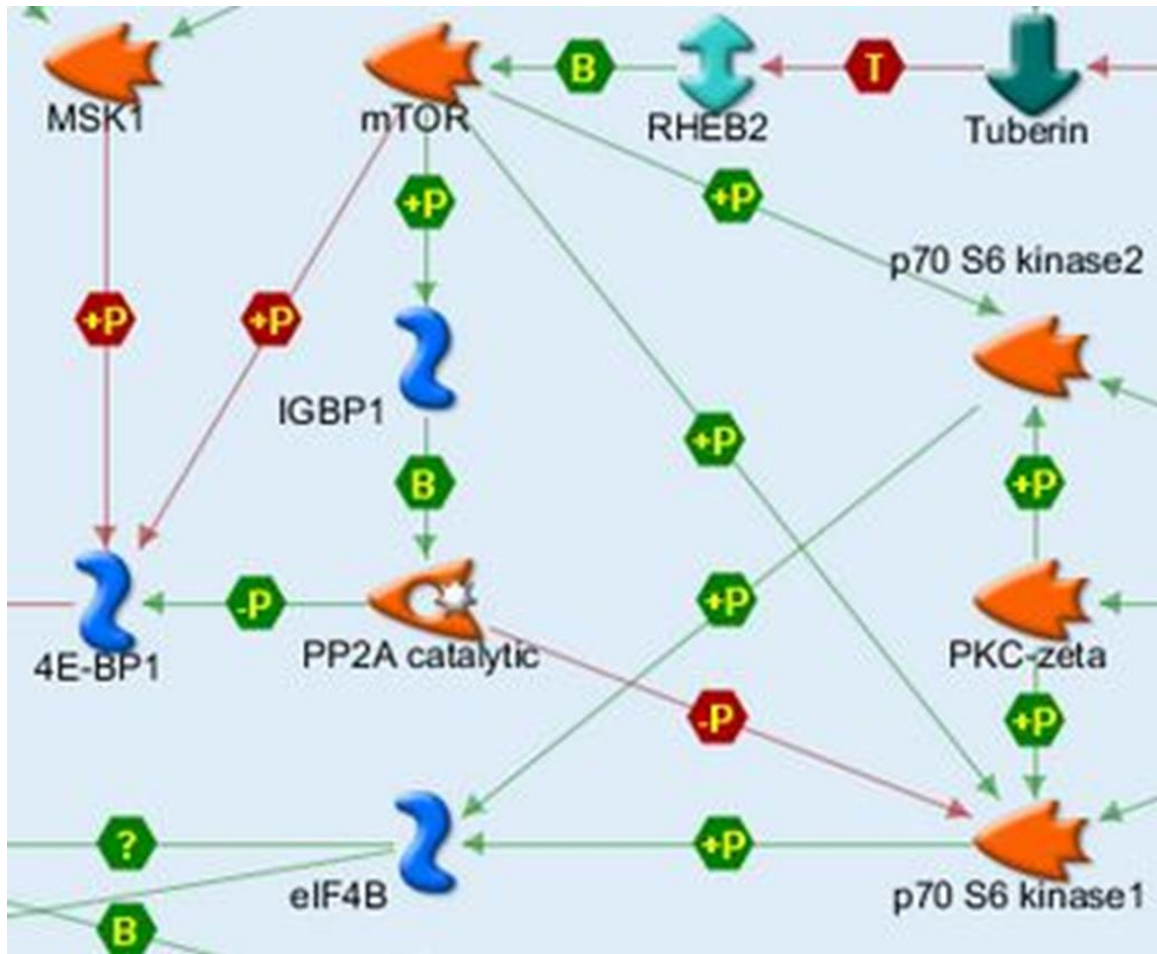 B
T
MSK1
mTOR
RHEB2
Tuberin
+P
+P
p70 S6 kinase2
+P
+P
IGBP1
+P
B
+P
-P
+P
4E-BP1
PP2A catalytic
PKC-zeta
-P
+P
?
+P
eIF4B
p70 S6 kinase1
B